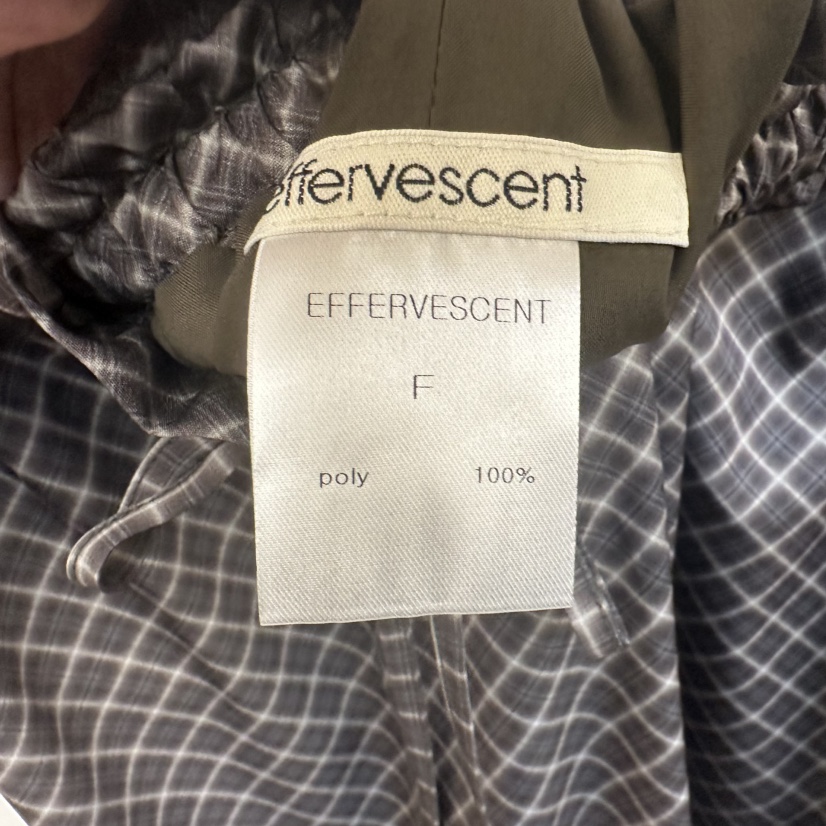 effervescent
EFFERVESCENT
F
poly 100%